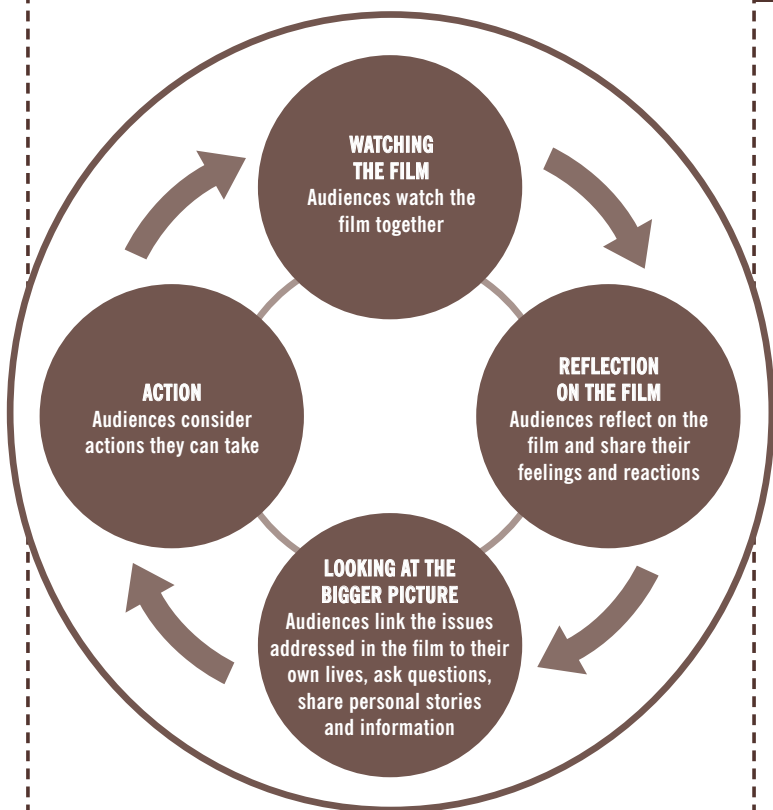 WATCHING
THE FILM
Audiences watch the
film together
REFLECTION
ON THE FILM
Audiences reflect on the
film and share their
feelings and reactions
LOOKING AT THE
BIGGER PICTURE
Audiences link the issues
addressed in the film to their
own lives, ask questions,
share personal stories
and information
ACTION
Audiences consider
actions they can take